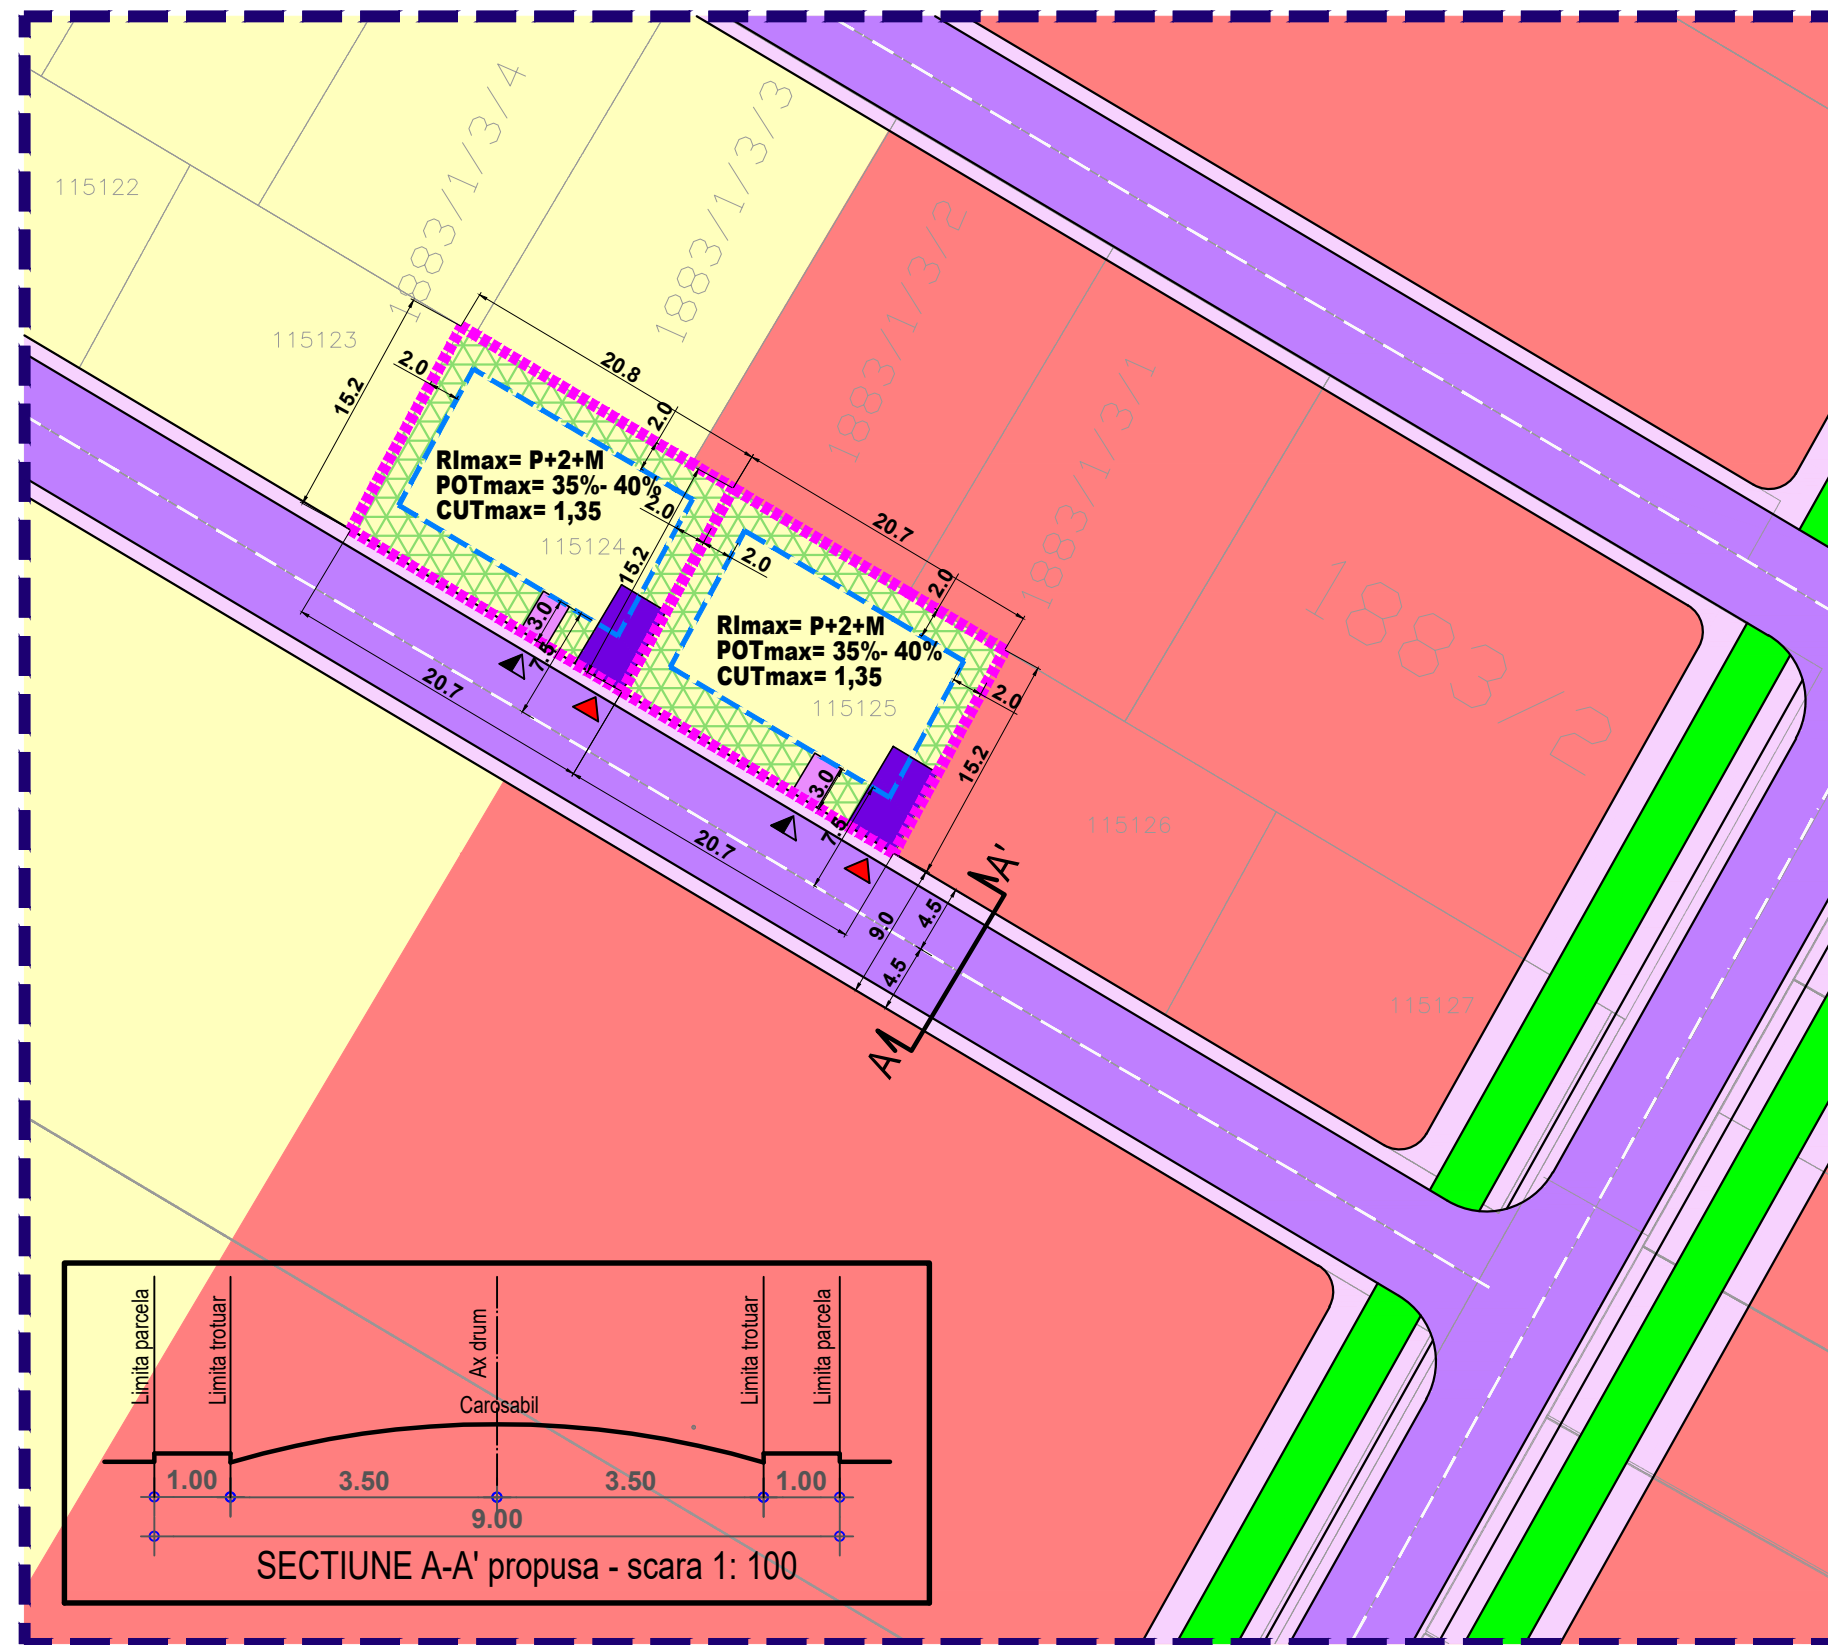 1883/1/3/4
1883/1/3/3
115122
1883/1/3/2
115123
20.8
2.0
15.2
1883/1/3/1
2.0
RImax= P+2+M
POTmax= 35%- 40%
CUTmax= 1,35
2.0
115124
20.7
15.2
2.0
2.0
1883/2
3.0
RImax= P+2+M
POTmax= 35%- 40%
CUTmax= 1,35
7.5
20.7
115125
2.0
15.2
3.0
115126
7.5
20.7
A'
9.0
4.5
4.5
115127
A
Limita parcela
Limita trotuar
Ax drum
Limita trotuar
Limita parcela
Carosabil
1.00
3.50
3.50
1.00
9.00
SECTIUNE A-A' propusa - scara 1: 100